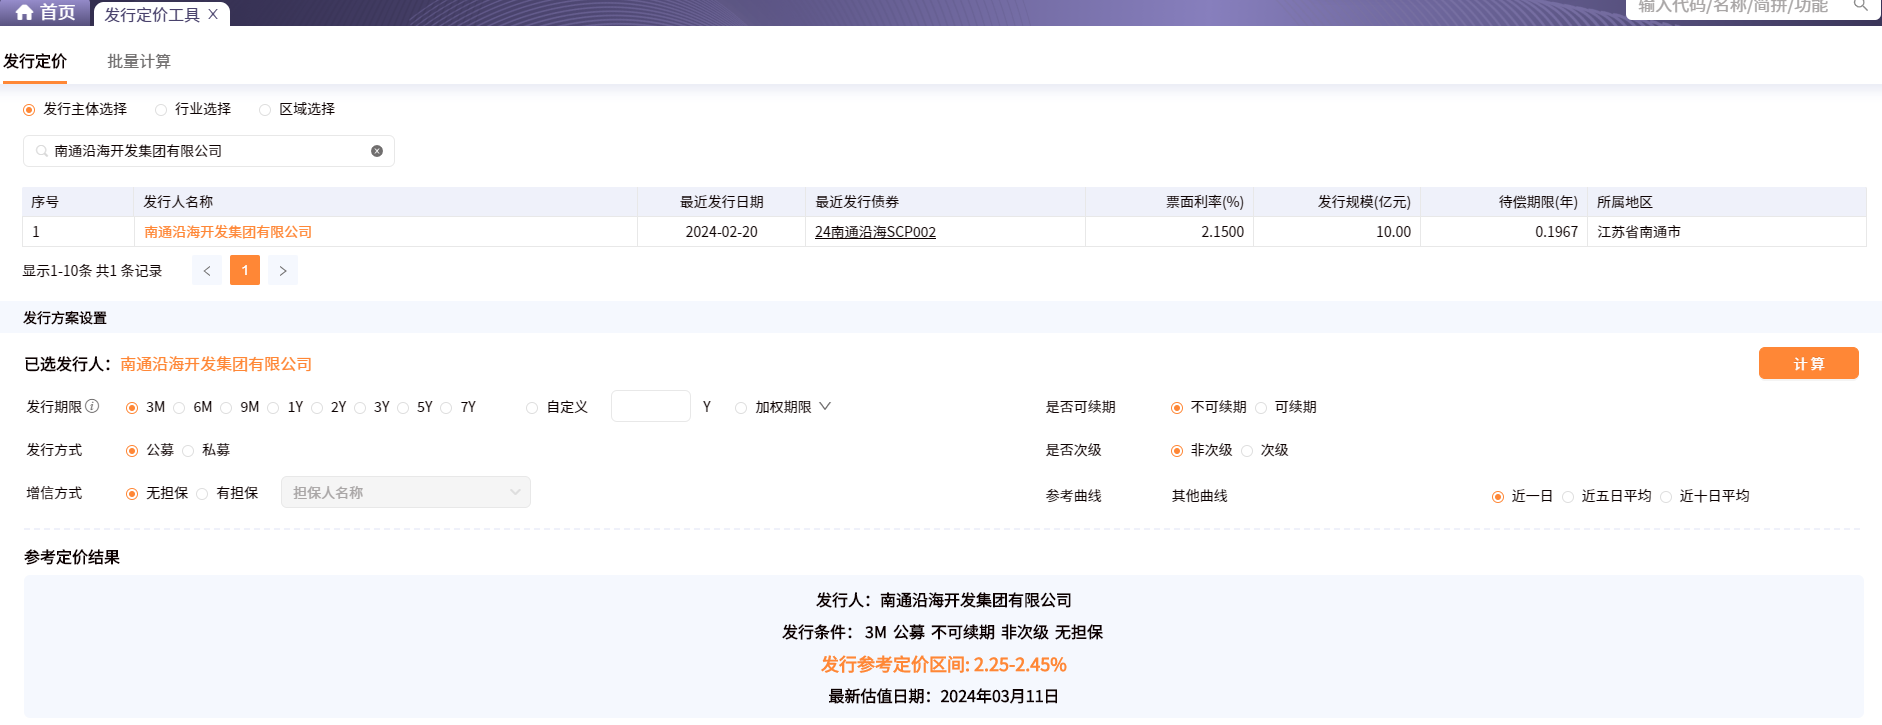 首页 发行定价工具 X 输入代码/名称/简拼/功能
发行定价 批量计算
发行主体选择 行业选择 区域选择
南通沿海开发集团有限公司
序号 发行人名称 最近发行日期 最近发行债券 票面利率(%) 发行规模(亿元) 待偿期限(年) 所属地区
1 南通沿海开发集团有限公司 2024-02-20 24南通沿海SCP002 2.1500 10.00 0.1967 江苏省南通市
显示1-10条 共1 条记录 < 1 >
发行方案设置
已选发行人：南通沿海开发集团有限公司 计 算
发行期限 3M 6M 9M 1Y 2Y 3Y 5Y 7Y 自定义 Y 加权期限 是否可续期 不可续期 可续期
发行方式 公募 私募 是否次级 非次级 次级
增信方式 无担保 有担保 担保人名称 参考曲线 其他曲线 近一日 近五日平均 近十日平均
参考定价结果
发行人：南通沿海开发集团有限公司
发行条件： 3M 公募 不可续期 非次级 无担保
发行参考定价区间: 2.25-2.45%
最新估值日期：2024年03月11日